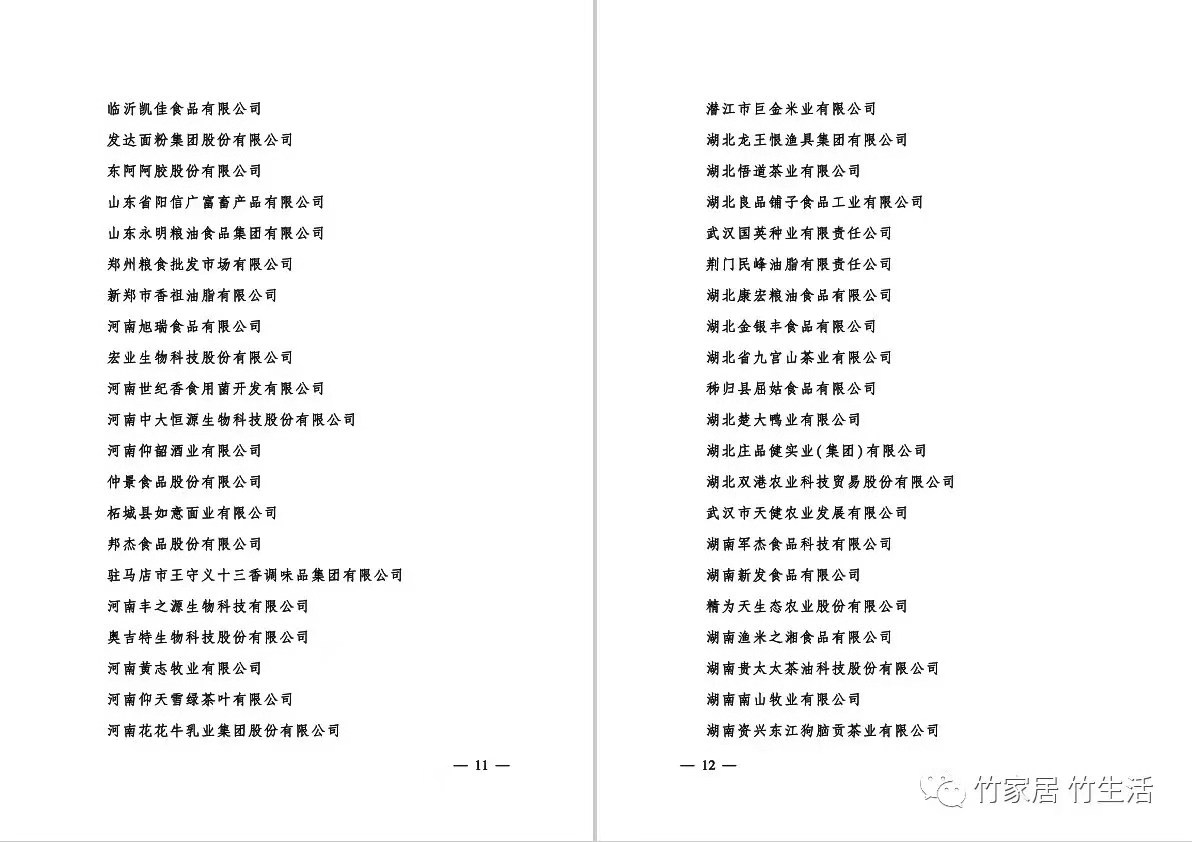 临沂凯佳食品有限公司
发达面粉集团股份有限公司
东阿阿胶股份有限公司
山东省阳信广富畜产品有限公司
山东永明粮油食品集团有限公司
郑州粮食批发市场有限公司
新郑市香祖油脂有限公司
河南旭瑞食品有限公司
宏业生物科技股份有限公司
河南世纪香食用菌开发有限公司
河南中大恒源生物科技股份有限公司
河南仰韶酒业有限公司
仲景食品股份有限公司
柘城县如意面业有限公司
邦杰食品股份有限公司
驻马店市王守义十三香调味品集团有限公司
河南丰之源生物科技有限公司
奥吉特生物科技股份有限公司
河南黄志牧业有限公司
河南仰天雪绿茶叶有限公司
河南花花牛乳业集团股份有限公司
— 11 —
潜江市巨金米业有限公司
湖北龙王恨渔具集团有限公司
湖北悟道茶业有限公司
湖北良品铺子食品工业有限公司
武汉国英种业有限责任公司
荆门民峰油脂有限责任公司
湖北康宏粮油食品有限公司
湖北金银丰食品有限公司
湖北省九宫山茶业有限公司
秭归县屈姑食品有限公司
湖北楚大鸭业有限公司
湖北庄品健实业(集团)有限公司
湖北双港农业科技贸易股份有限公司
武汉市天健农业发展有限公司
湖南军杰食品科技有限公司
湖南新发食品有限公司
精为天生态农业股份有限公司
湖南渔米之湘食品有限公司
湖南贵太太茶油科技股份有限公司
湖南南山牧业有限公司
湖南资兴东江狗脑贡茶业有限公司
— 12 —
竹家居 竹生活